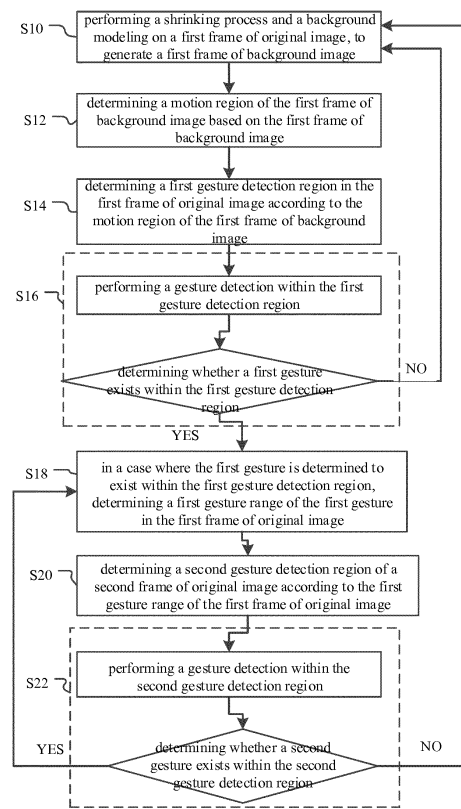 S10
performing a shrinking process and a background
modeling on a first frame of original image, to
generate a first frame of background image
S12
determining a motion region of the first frame of
background image based on the first frame of
background image
S14
determining a first gesture detection region in the
first frame of original image according to the
motion region of the first frame of background
image
S16
performing a gesture detection within the first
gesture detection region
determining whether a first gesture
exists within the first gesture detection
region
NO
YES
S18
in a case where the first gesture is determined to
exist within the first gesture detection region,
determining a first gesture range of the first gesture
in the first frame of original image
S20
determining a second gesture detection region of a
second frame of original image according to the first
gesture range of the first frame of original image
S22
performing a gesture detection within the
second gesture detection region
determining whether a second
gesture exists within the second
gesture detection region
YES
NO